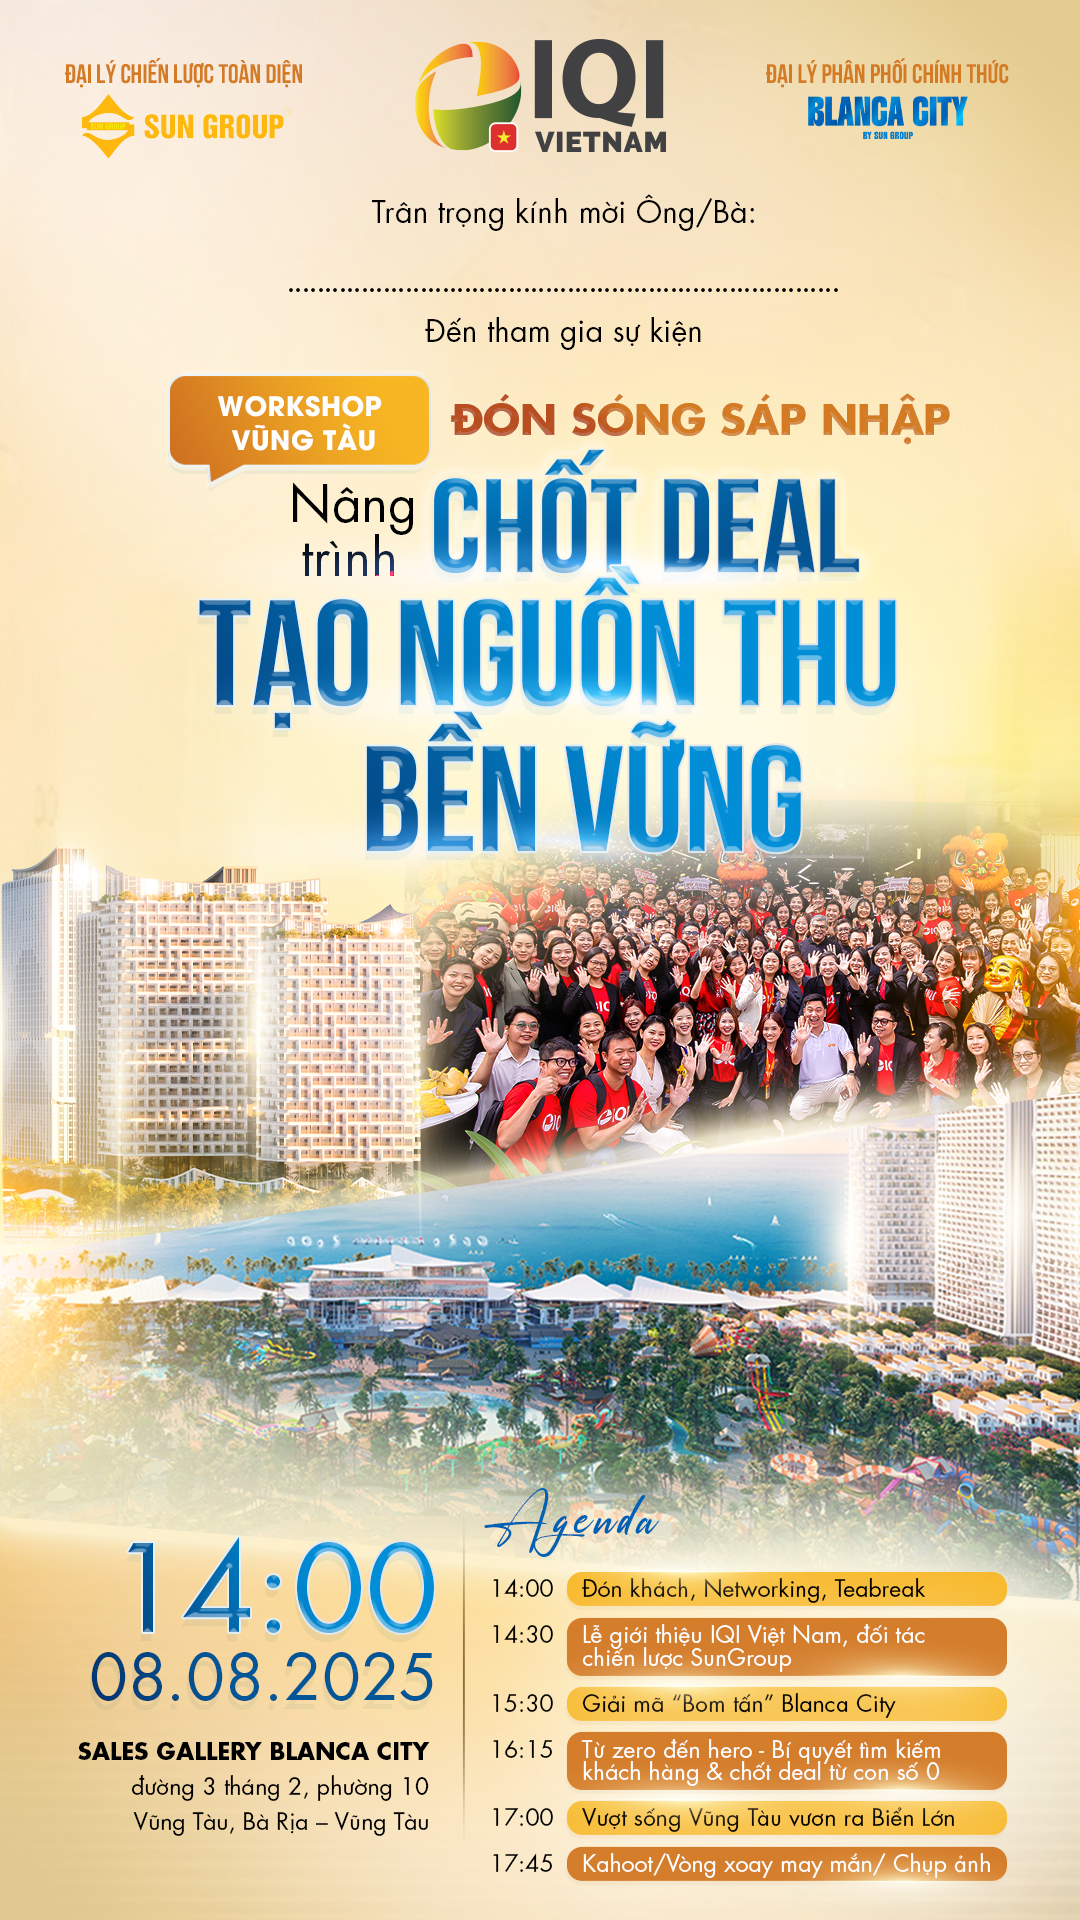 ĐẠI LÝ CHIẾN LƯỢC TOÀN DIỆN
SUN GROUP
SUN GROUP
IQI
VIETNAM
ĐẠI LÝ PHÂN PHỐI CHÍNH THỨC
BLANCA CITY
BY SUN GROUP
Trân trọng kính mời Ông/Bà:
Đến tham gia sự kiện
WORKSHOP
VŨNG TÀU
ĐÓN SÓNG SÁP NHẬP
Nâng
trình
CHỐT DEAL
TẠO NGUỒN THU
BỀN VỮNG
14:00
08.08.2025
SALES GALLERY BLANCA CITY
đường 3 tháng 2, phường 10
Vũng Tàu, Bà Rịa – Vũng Tàu
Agenda
14:00 Đón khách, Networking, Teabreak
14:30 Lễ giới thiệu IQI Việt Nam, đối tác
chiến lược SunGroup
15:30 Giải mã “Bom tấn” Blanca City
16:15 Từ zero đến hero - Bí quyết tìm kiếm
khách hàng & chốt deal từ con số 0
17:00 Vượt sống Vũng Tàu vươn ra Biển Lớn
17:45 Kahoot/Vòng xoay may mắn/ Chụp ảnh